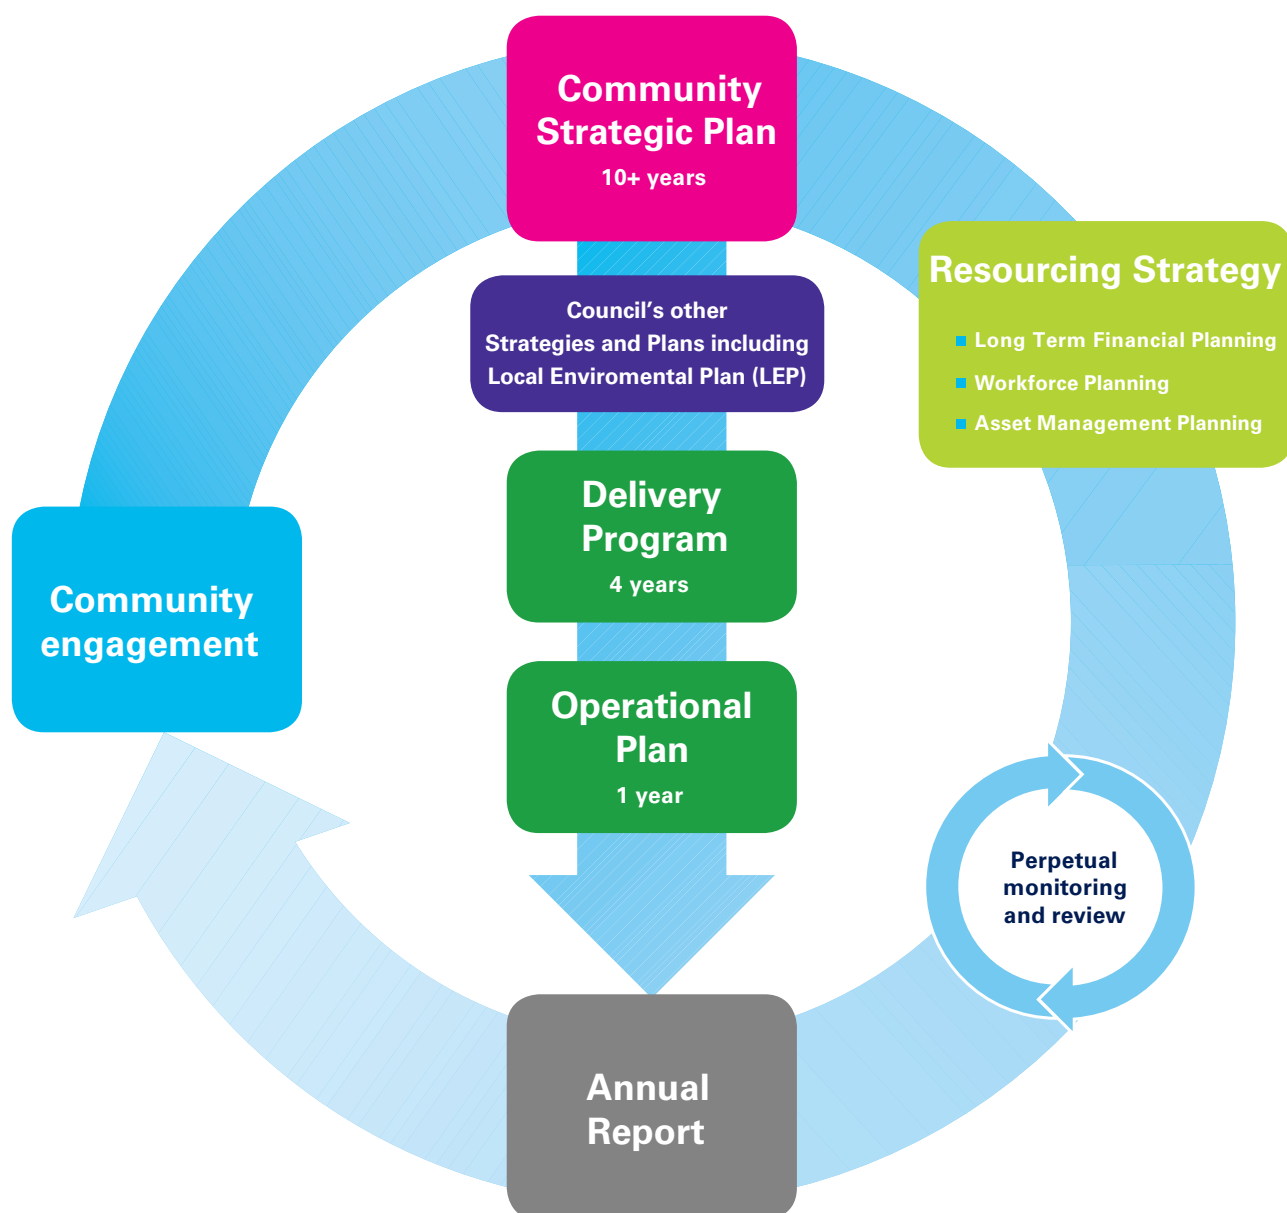 Community
Strategic Plan
10+ years
Resourcing Strategy
Long Term Financial Planning
Workforce Planning
Asset Management Planning
Council’s other
Strategies and Plans including
Local Enviromental Plan (LEP)
Delivery
Program
4 years
Community
engagement
Operational
Plan
1 year
Perpetual
monitoring
and review
Annual
Report